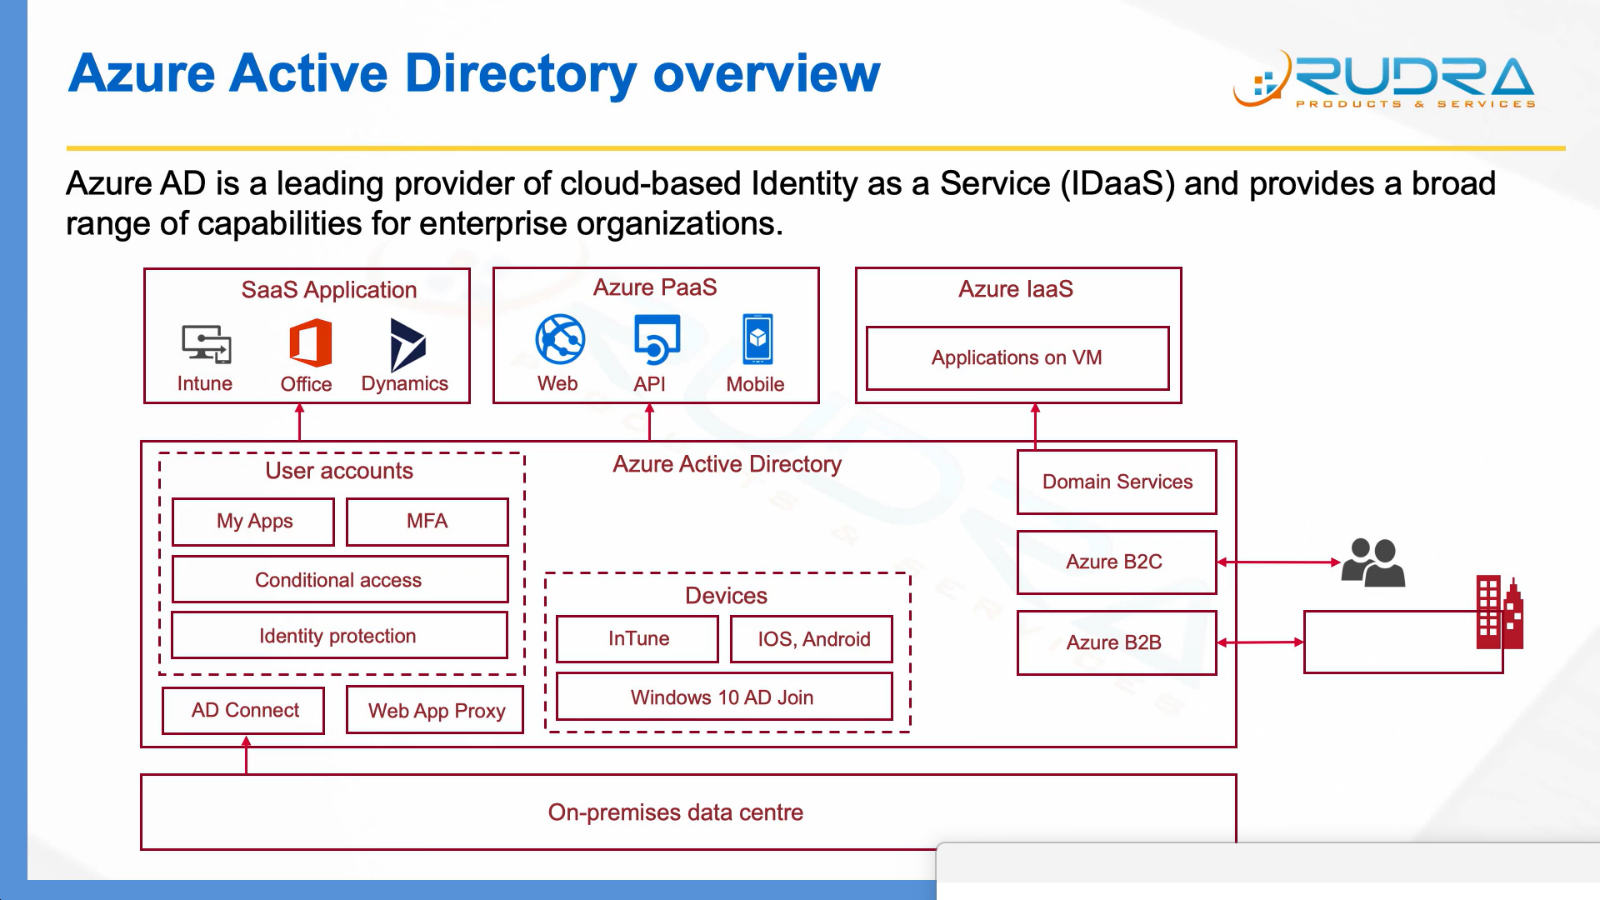 Azure Active Directory overview
RUDRA
PRODUCTS & SERVICES
Azure AD is a leading provider of cloud-based Identity as a Service (IDaaS) and provides a broad
range of capabilities for enterprise organizations.
SaaS Application
Intune
Office
Dynamics
Azure PaaS
Web
API
Mobile
Azure IaaS
Applications on VM
Azure Active Directory
User accounts
My Apps
MFA
Conditional access
Identity protection
AD Connect
Web App Proxy
Devices
InTune
IOS, Android
Windows 10 AD Join
Domain Services
Azure B2C
Azure B2B
On-premises data centre
RUDRA
PRODUCTS & SERVICES